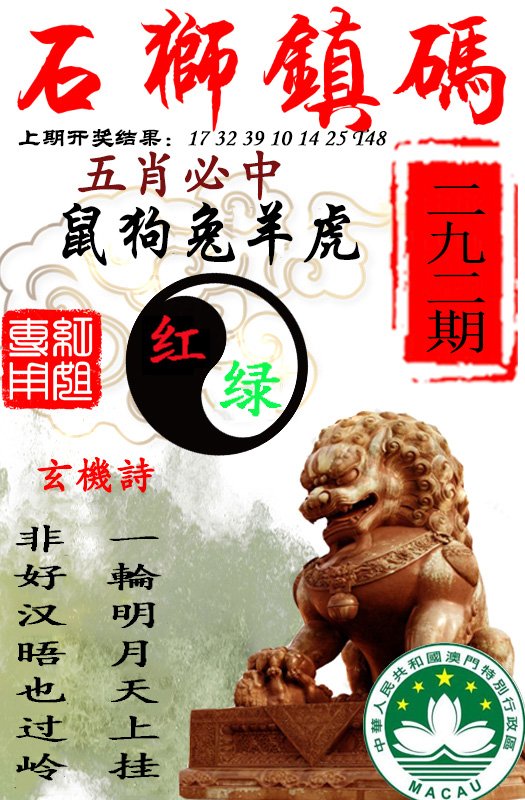 石獅鎮碼
上期开奖结果：17 32 39 10 14 25 T48
五肖必中
鼠狗兔羊虎
二九二期
红
绿
紅姐
專用
玄機詩
一輪明月天上挂
非好汉晤也过岭
中華人民共和國澳門特別行政區
MACAU